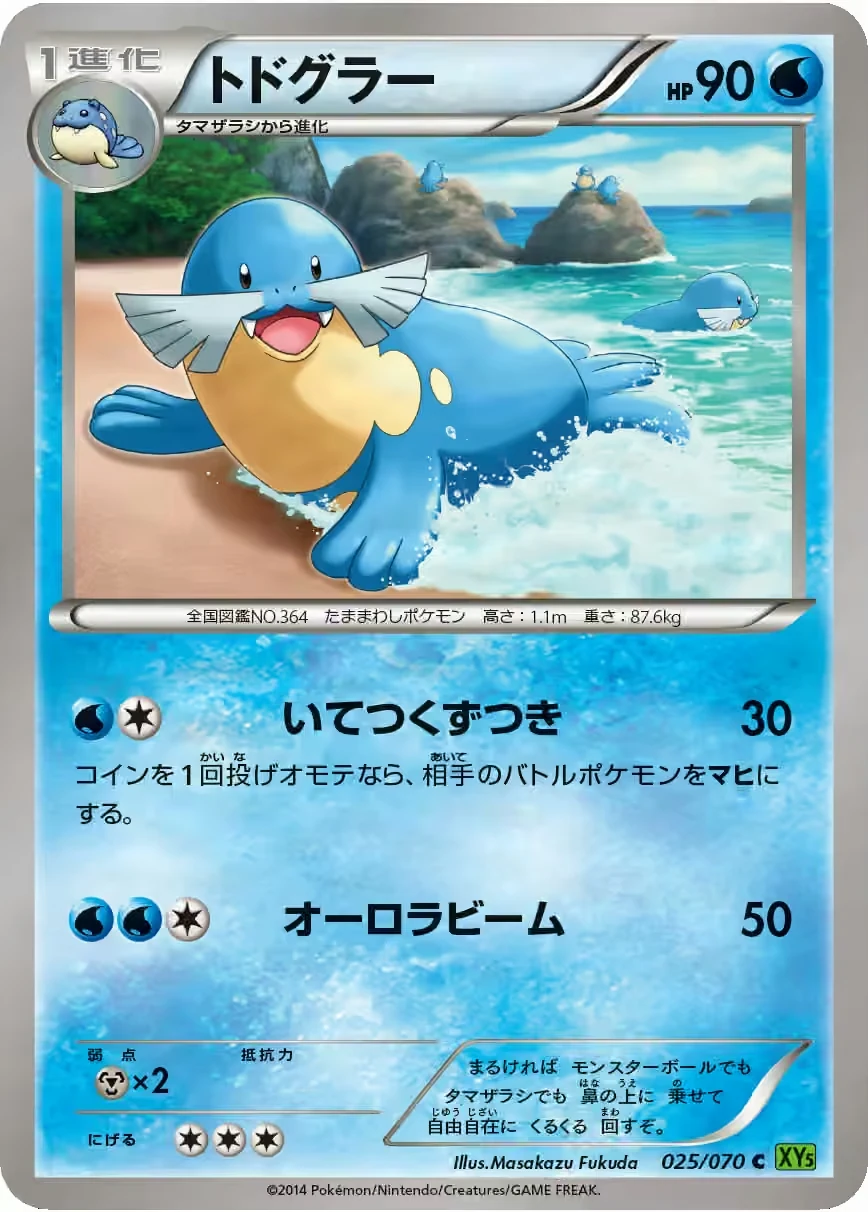 1進化
トドグラー
HP90
タマザラシから進化
全国図鑑NO.364 たままわしポケモン 高さ:1.1m 重さ:87.6kg
いてつくずつき 30
コインを1回投げオモテなら、相手のバトルポケモンをマヒに
する。
オーロラビーム 50
弱点 抵抗力
×2
にげる
まるければ モンスターボールでも
タマザラシでも 鼻の上に 乗せて
自由自在に くるくる 回すぞ。
Illus.Masakazu Fukuda 025/070 C XY5
©2014 Pokémon/Nintendo/Creatures/GAME FREAK.